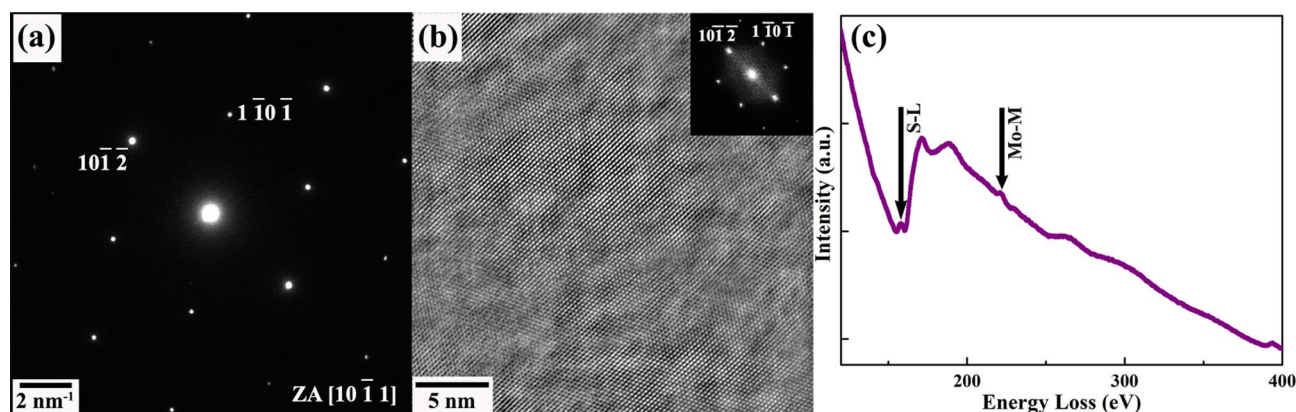 (a)
1 1̅0 1̅
101̅ 2̅
2 nm⁻¹
ZA [10 1̅ 1]
(b)
101̅ 2̅
1 1̅0 1̅
5 nm
(c)
S-L
Mo-M
Intensity (a.u.)
200
300
400
Energy Loss (eV)